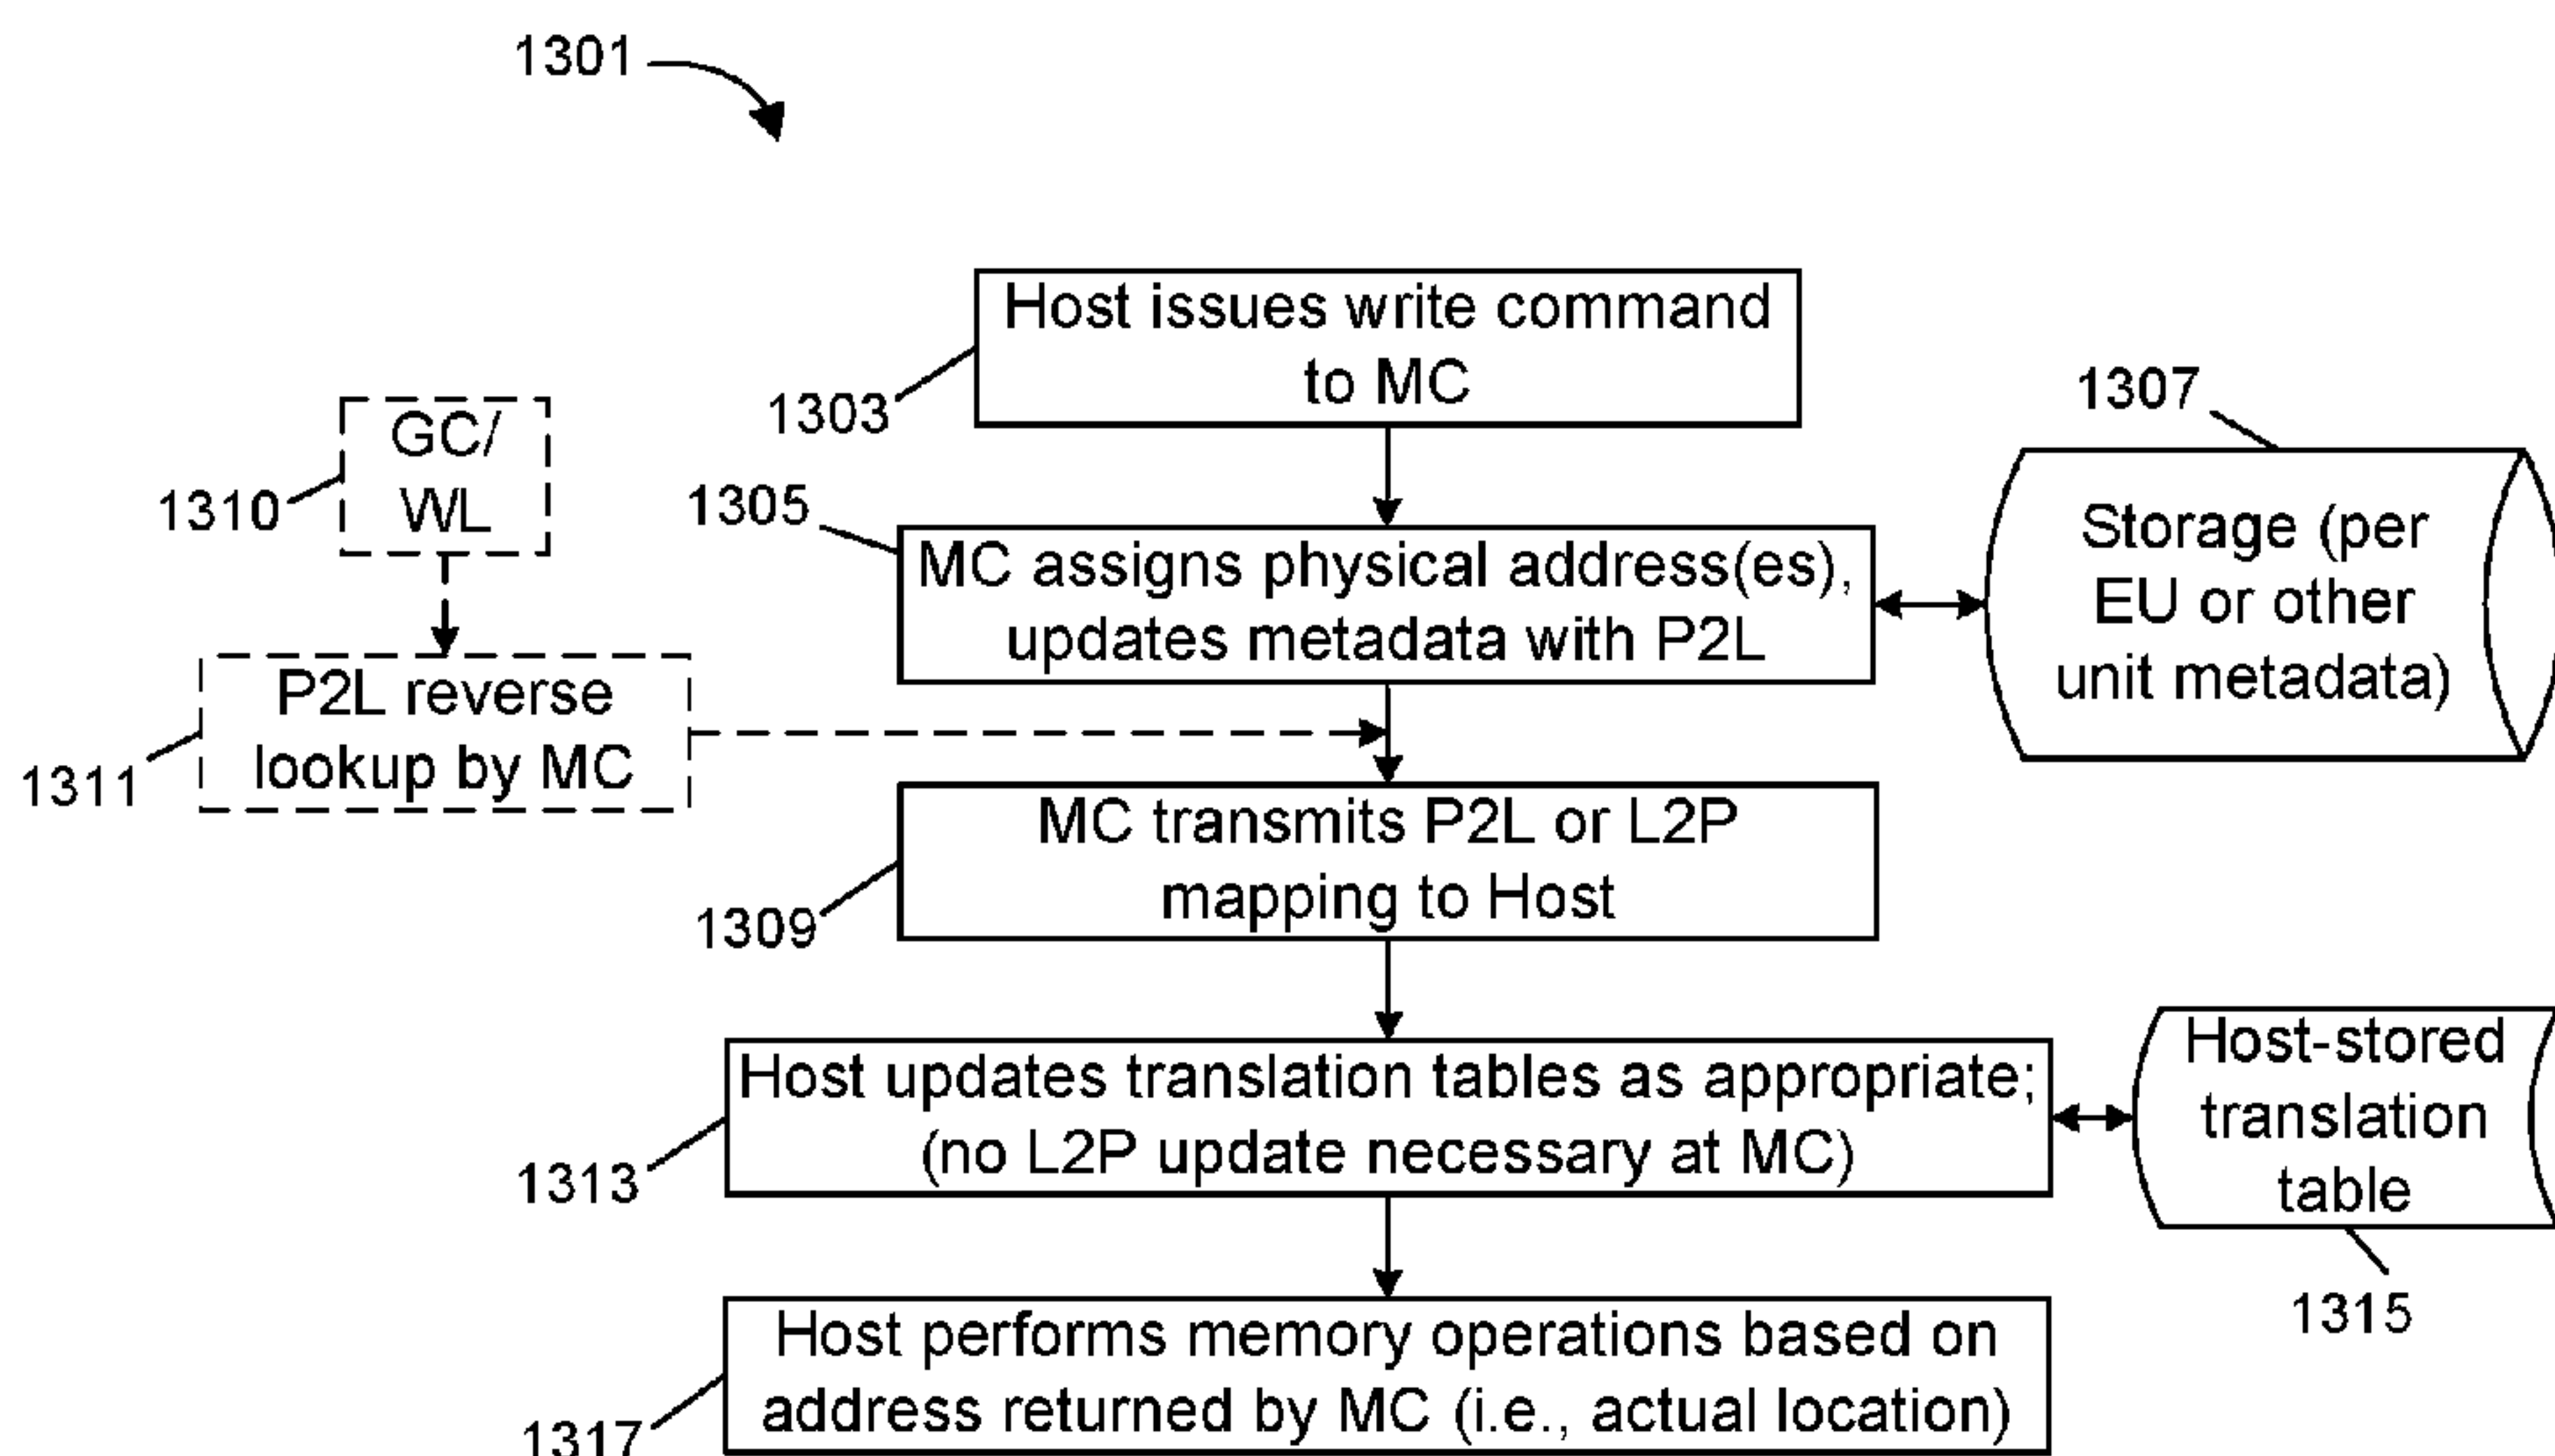 1301
Host issues write command
to MC
1303
1307
GC/
WL
1310
1305
MC assigns physical address(es),
updates metadata with P2L
Storage (per
EU or other
unit metadata)
P2L reverse
lookup by MC
1311
MC transmits P2L or L2P
mapping to Host
1309
Host updates translation tables as appropriate;
(no L2P update necessary at MC)
1313
Host-stored
translation
table
1315
Host performs memory operations based on
address returned by MC (i.e., actual location)
1317